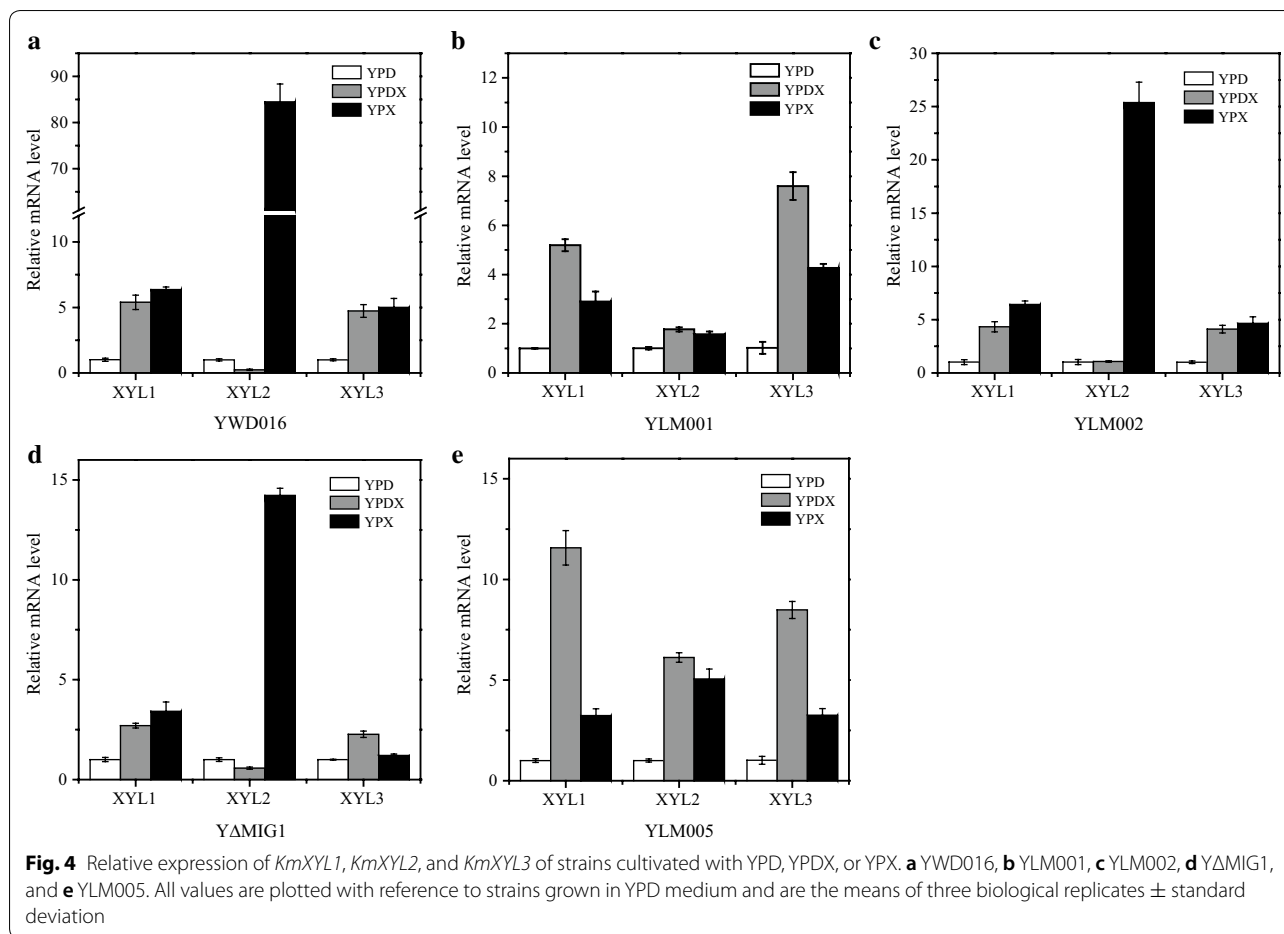 a
Relative mRNA level
90
85
80
70
10
5
0
YPD
YPDX
YPX
XYL1 XYL2 XYL3
YWD016
b
Relative mRNA level
12
10
8
6
4
2
0
YPD
YPDX
YPX
XYL1 XYL2 XYL3
YLM001
c
Relative mRNA level
30
25
20
15
10
5
0
YPD
YPDX
YPX
XYL1 XYL2 XYL3
YLM002
d
Relative mRNA level
15
10
5
0
YPD
YPDX
YPX
XYL1 XYL2 XYL3
YΔMIG1
e
Relative mRNA level
15
10
5
0
YPD
YPDX
YPX
XYL1 XYL2 XYL3
YLM005
Fig. 4 Relative expression of KmXYL1, KmXYL2, and KmXYL3 of strains cultivated with YPD, YPDX, or YPX. a YWD016, b YLM001, c YLM002, d YΔMIG1,
and e YLM005. All values are plotted with reference to strains grown in YPD medium and are the means of three biological replicates ± standard
deviation